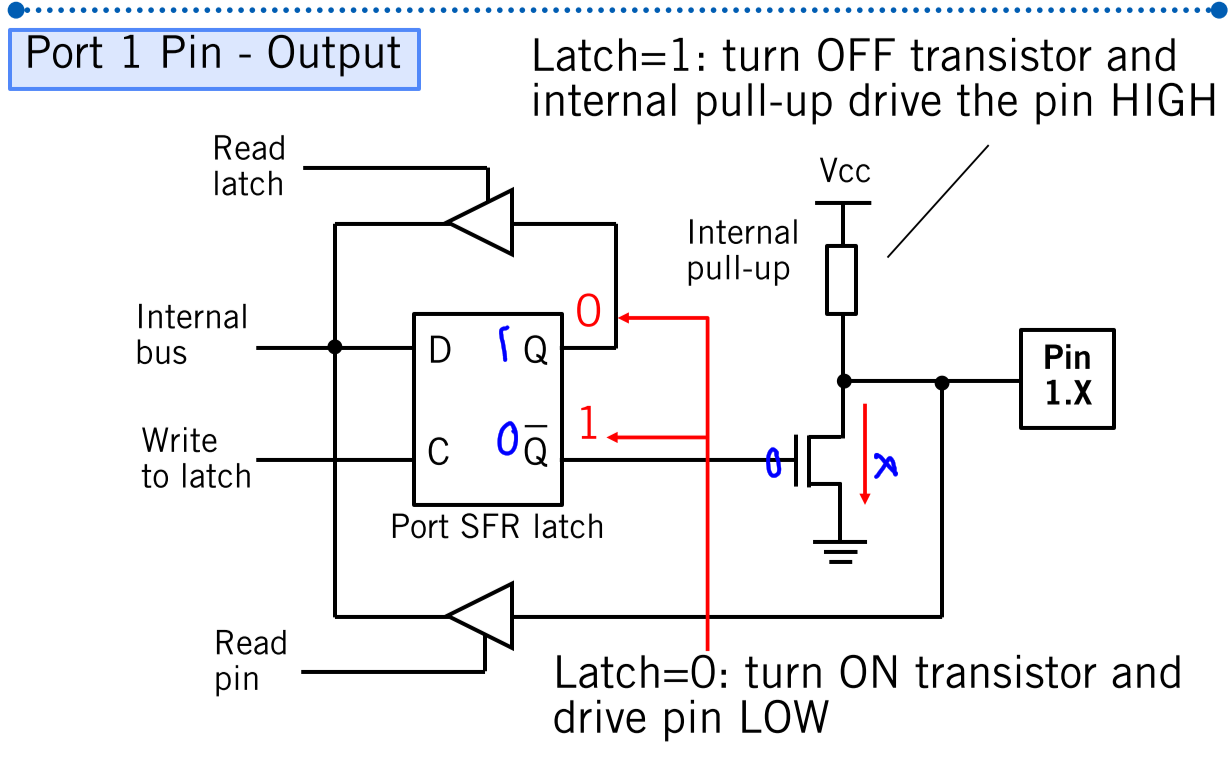 Port 1 Pin - Output
Latch=1: turn OFF transistor and
internal pull-up drive the pin HIGH
Read
latch
Vcc
Internal
pull-up
Internal
bus
0
D
1
Q
Pin
1.X
1
Write
to latch
C
0
Q̅
0
x
Port SFR latch
Read
pin
Latch=0: turn ON transistor and
drive pin LOW